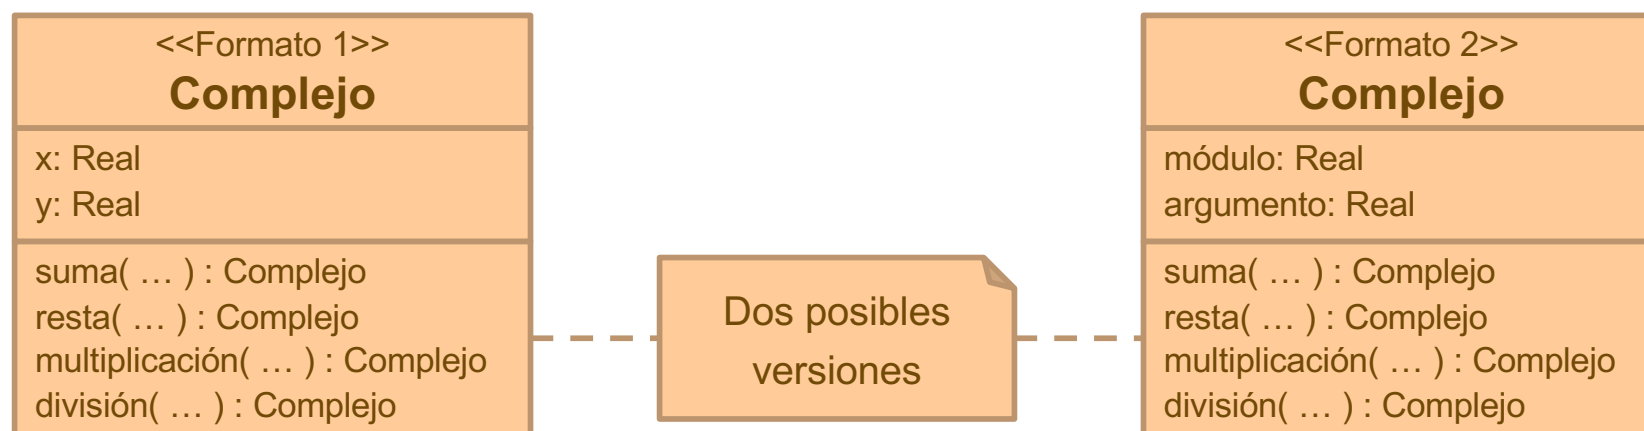 <<Formato 1>>
Complejo
x: Real
y: Real
suma( … ) : Complejo
resta( … ) : Complejo
multiplicación( … ) : Complejo
división( … ) : Complejo
Dos posibles
versiones
<<Formato 2>>
Complejo
módulo: Real
argumento: Real
suma( … ) : Complejo
resta( … ) : Complejo
multiplicación( … ) : Complejo
división( … ) : Complejo